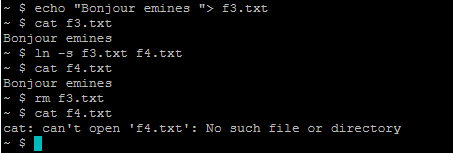 ~ $ echo "Bonjour emines "> f3.txt
~ $ cat f3.txt
Bonjour emines
~ $ ln -s f3.txt f4.txt
~ $ cat f4.txt
Bonjour emines
~ $ rm f3.txt
~ $ cat f4.txt
cat: can't open 'f4.txt': No such file or directory
~ $